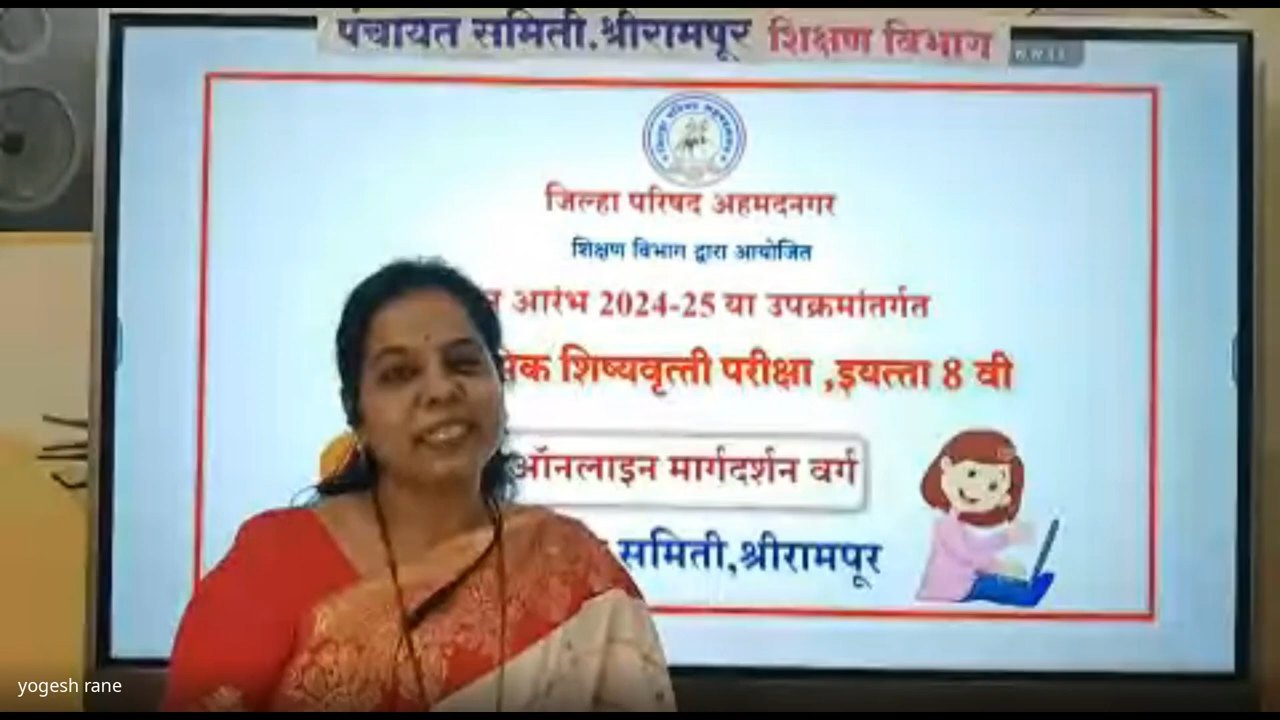 पंचायत समिती.श्रीरामपूर शिक्षण विभाग
जिल्हा परिषद अहमदनगर
शिक्षण विभाग द्वारा आयोजित
आरंभ 2024-25 या उपक्रमांतर्गत
शिष्यवृत्ती परीक्षा ,इयत्ता 8 वी
ऑनलाइन मार्गदर्शन वर्ग
समिती,श्रीरामपूर
yogesh rane